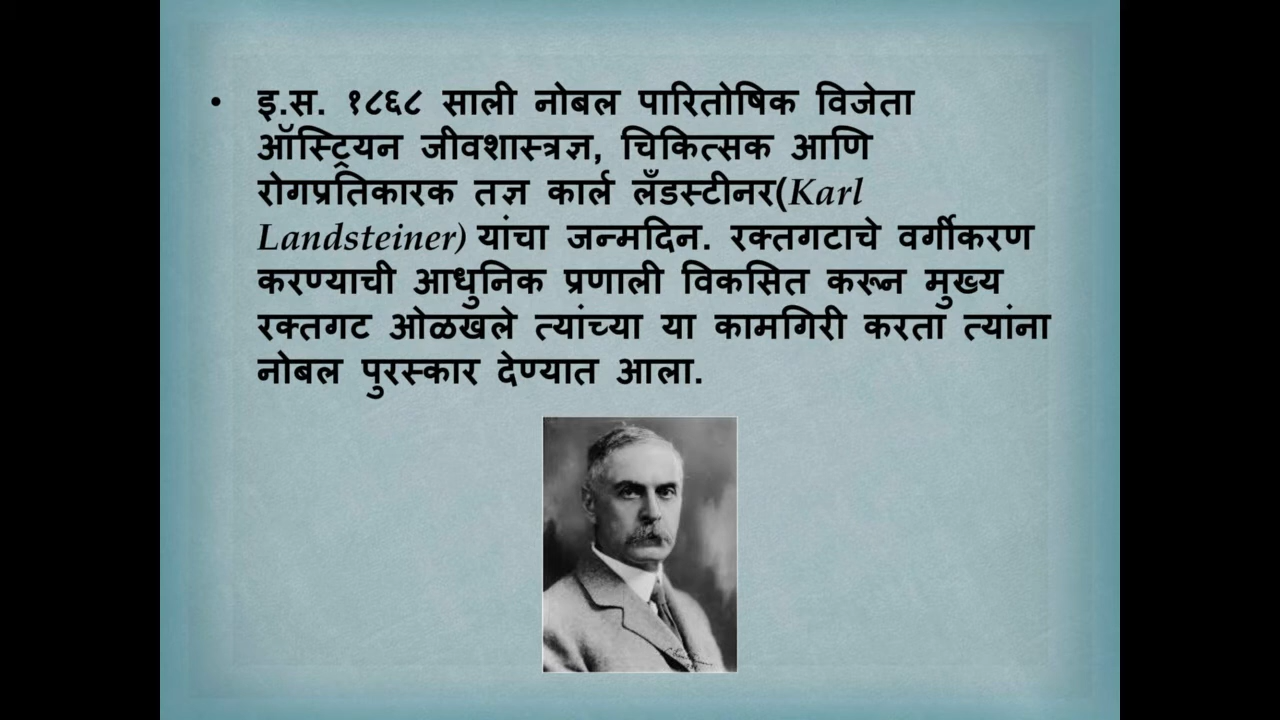 • इ.स. १८६८ साली नोबल पारितोषिक विजेता
ऑस्ट्रियन जीवशास्त्रज्ञ, चिकित्सक आणि
रोगप्रतिकारक तज्ञ कार्ल लँडस्टीनर(Karl
Landsteiner) यांचा जन्मदिन. रक्तगटाचे वर्गीकरण
करण्याची आधुनिक प्रणाली विकसित करून मुख्य
रक्तगट ओळखले त्यांच्या या कामगिरी करता त्यांना
नोबल पुरस्कार देण्यात आला.